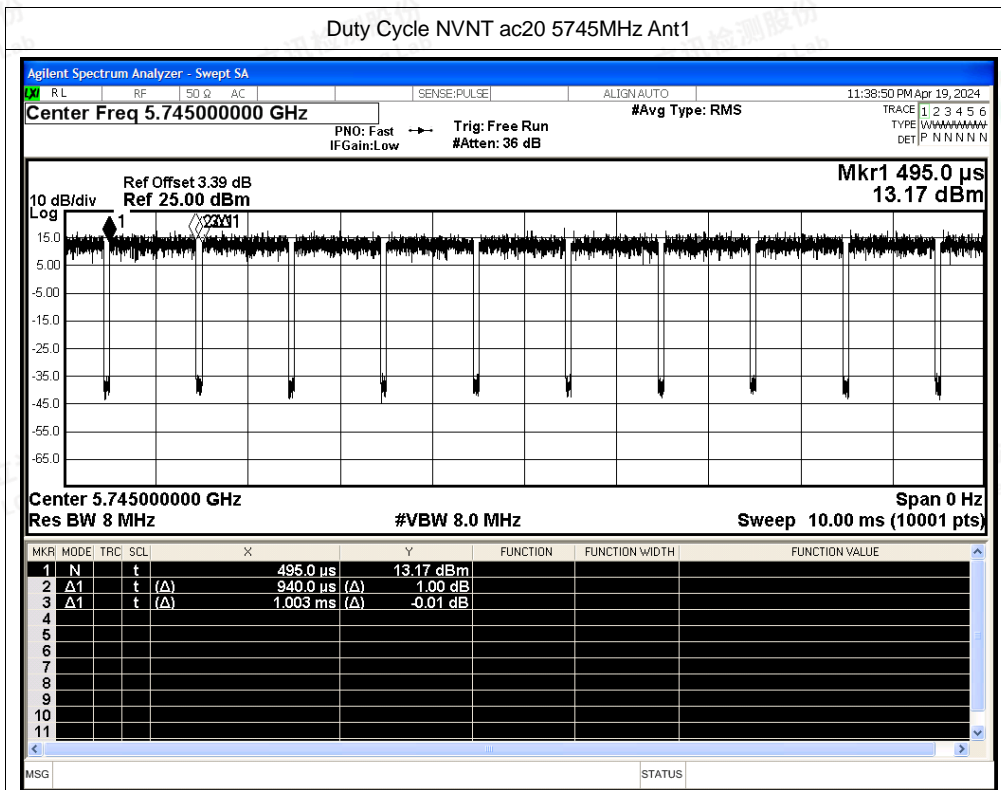 Duty Cycle NVNT ac20 5745MHz Ant1
Agilent Spectrum Analyzer - Swept SA
LXI RL RF 50 Ω AC SENSE:PULSE ALIGN AUTO 11:38:50 PM Apr 19, 2024
Center Freq 5.745000000 GHz #Avg Type: RMS TRACE 1 2 3 4 5 6
PNO: Fast Trig: Free Run TYPE WWWWWW
IFGain:Low #Atten: 36 dB DET P N N N N N
Mkr1 495.0 µs
Ref Offset 3.39 dB
10 dB/div Ref 25.00 dBm 13.17 dBm
Log
1
15.0
5.00
-5.00
-15.0
-25.0
-35.0
-45.0
-55.0
-65.0
Center 5.745000000 GHz Span 0 Hz
Res BW 8 MHz #VBW 8.0 MHz Sweep 10.00 ms (10001 pts)
MKR MODE TRC SCL X Y FUNCTION FUNCTION WIDTH FUNCTION VALUE
1 N t 495.0 µs 13.17 dBm
2 Δ1 t (Δ) 940.0 µs (Δ) 1.00 dB
3 Δ1 t (Δ) 1.003 ms (Δ) -0.01 dB
4
5
6
7
8
9
10
11
MSG STATUS